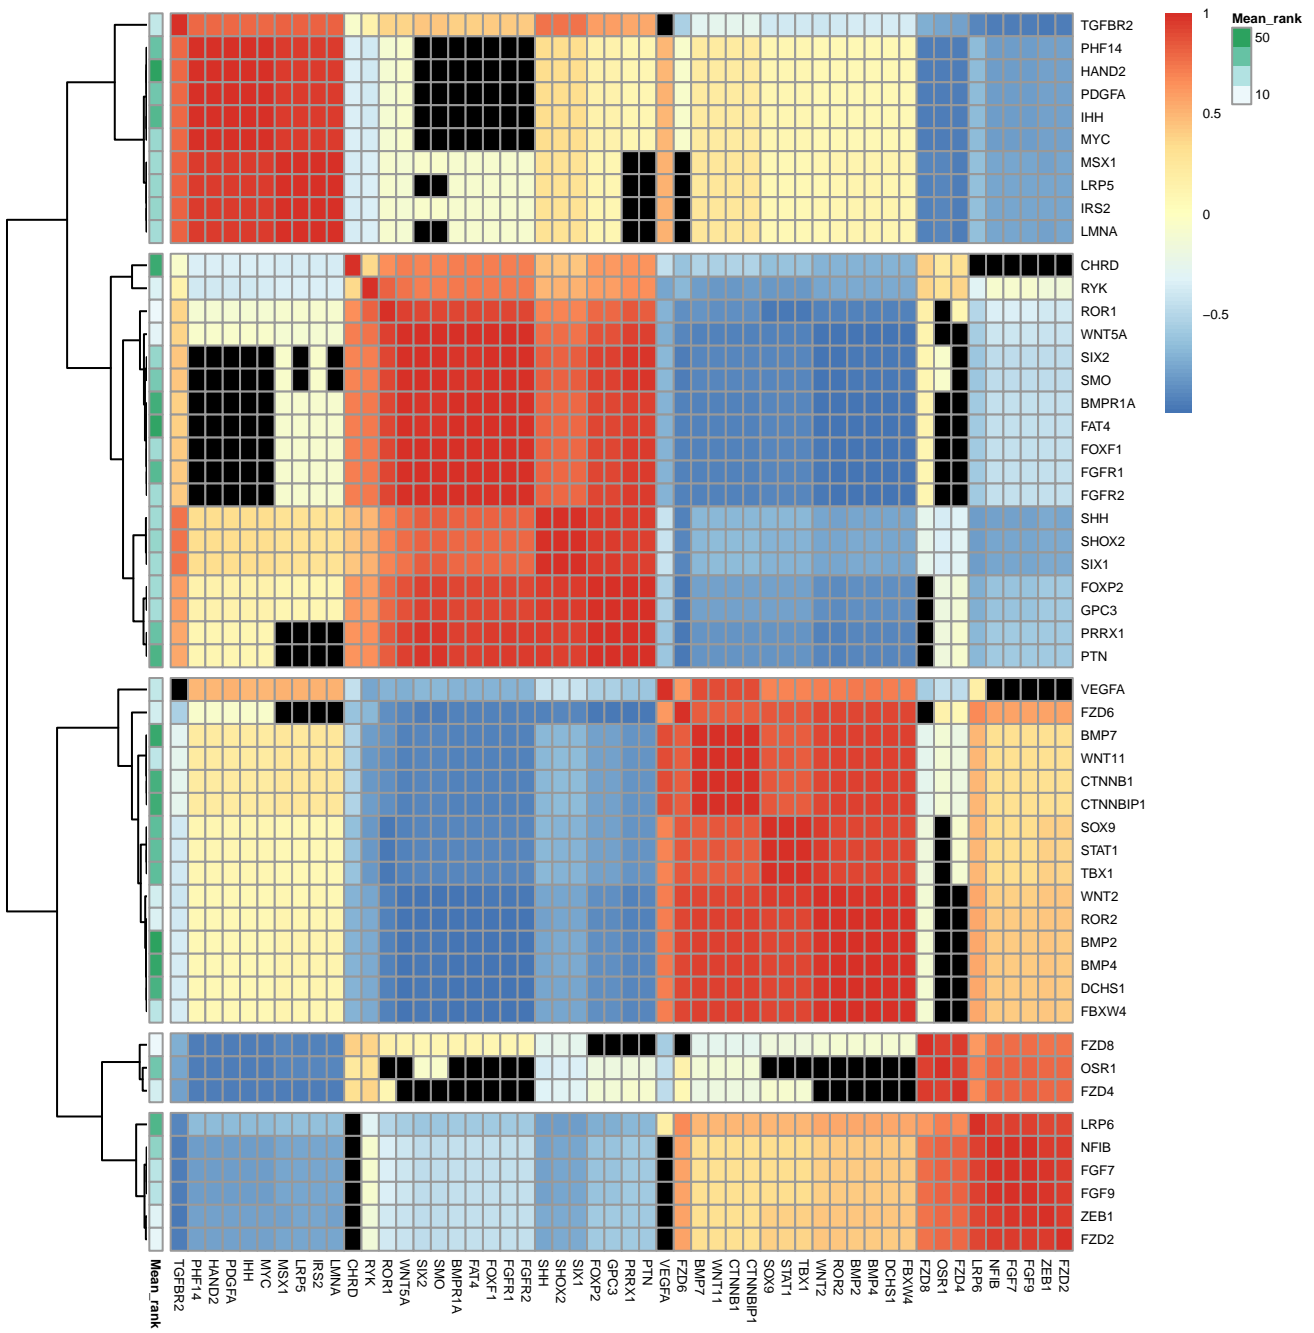 TGFBR2
PHF14
HAND2
PDGFA
IHH
MYC
MSX1
LRP5
IRS2
LMNA
CHRD
RYK
ROR1
WNT5A
SIX2
SMO
BMPR1A
FAT4
FOXF1
FGFR1
FGFR2
SHH
SHOX2
SIX1
FOXP2
GPC3
PRRX1
PTN
VEGFA
FZD6
BMP7
WNT11
CTNNB1
CTNNBIP1
SOX9
STAT1
TBX1
WNT2
ROR2
BMP2
BMP4
DCHS1
FBXW4
FZD8
OSR1
FZD4
LRP6
NFIB
FGF7
FGF9
ZEB1
FZD2
1
0.5
0
−0.5
Mean_rank
50
10
Mean_rank
TGFBR2
PHF14
HAND2
PDGFA
IHH
MYC
MSX1
LRP5
IRS2
LMNA
CHRD
RYK
ROR1
WNT5A
SIX2
SMO
BMPR1A
FAT4
FOXF1
FGFR1
FGFR2
SHH
SHOX2
SIX1
FOXP2
GPC3
PRRX1
PTN
VEGFA
FZD6
BMP7
WNT11
CTNNB1
CTNNBIP1
SOX9
STAT1
TBX1
WNT2
ROR2
BMP2
BMP4
DCHS1
FBXW4
FZD8
OSR1
FZD4
LRP6
NFIB
FGF7
FGF9
ZEB1
FZD2